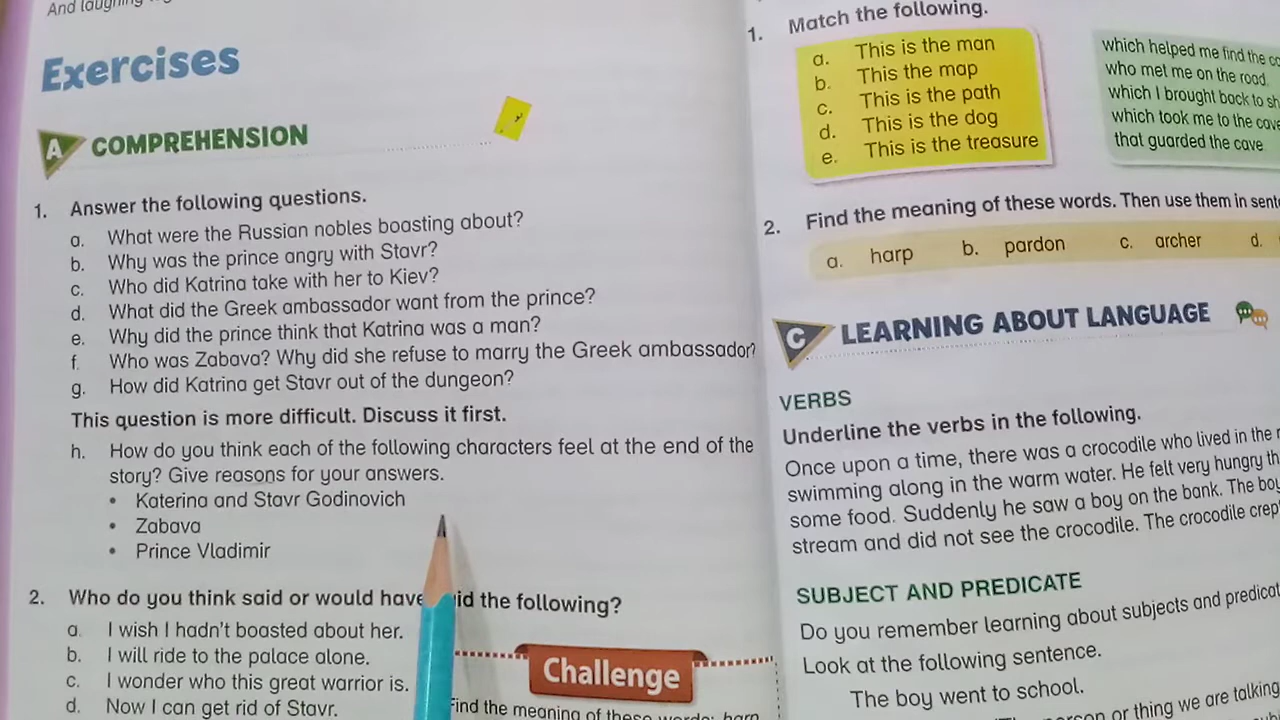 And laughing
Exercises
A COMPREHENSION
1. Answer the following questions.
a. What were the Russian nobles boasting about?
b. Why was the prince angry with Stavr?
c. Who did Katrina take with her to Kiev?
d. What did the Greek ambassador want from the prince?
e. Why did the prince think that Katrina was a man?
f. Who was Zabava? Why did she refuse to marry the Greek ambassador?
g. How did Katrina get Stavr out of the dungeon?
This question is more difficult. Discuss it first.
h. How do you think each of the following characters feel at the end of the
story? Give reasons for your answers.
• Katerina and Stavr Godinovich
• Zabava
• Prince Vladimir
2. Who do you think said or would have the following?
a. I wish I hadn't boasted about her.
b. I will ride to the palace alone.
c. I wonder who this great warrior is.
d. Now I can get rid of Stavr.
Challenge
Find the meaning of these words: harp
1. Match the following.
a. This is the man
b. This the map
c. This is the path
d. This is the dog
e. This is the treasure
which helped me find the
who met me on the road.
which I brought back to
which took me to the
that guarded the cave
2. Find the meaning of these words. Then use them in
a. harp b. pardon c. archer d.
C LEARNING ABOUT LANGUAGE
VERBS
Underline the verbs in the following.
Once upon a time, there was a crocodile who lived in the
swimming along in the warm water. He felt very hungry
some food. Suddenly he saw a boy on the bank. The
stream and did not see the crocodile. The crocodile
SUBJECT AND PREDICATE
Do you remember learning about subjects and
Look at the following sentence.
The boy went to school.
or thing we are talking